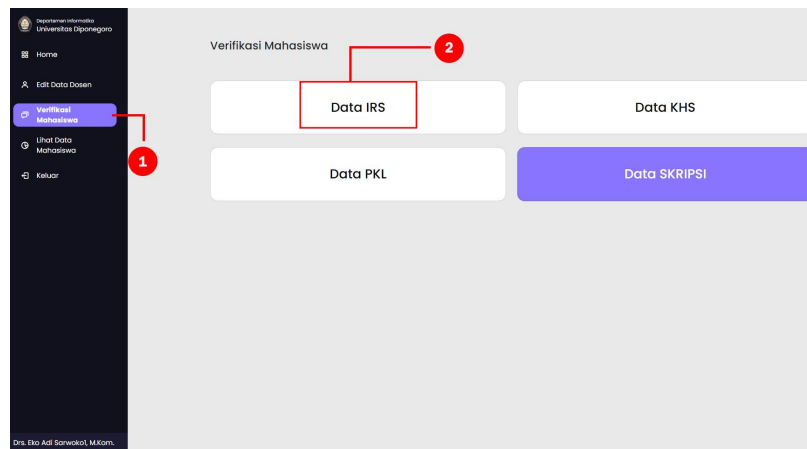 Departemen Informatika
Universitas Diponegoro
Home
Edit Data Dosen
Verifikasi
Mahasiswa
Lihat Data
Mahasiswa
Keluar
Drs. Eko Adi Sarwoko1, M.Kom.
1
Verifikasi Mahasiswa
2
Data IRS
Data KHS
Data PKL
Data SKRIPSI